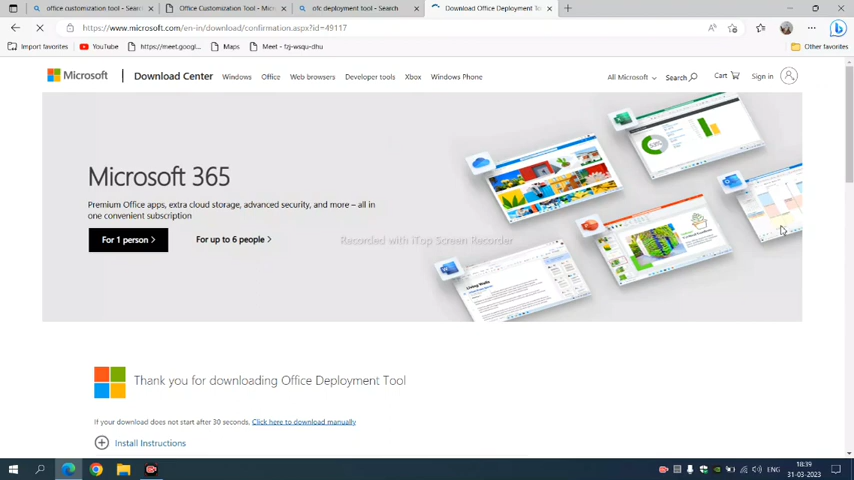 office customization tool - Sear
Office Customization Tool - Micr
ofc deployment tool - Search
Download Office Deployment To
https://www.microsoft.com/en-in/download/confirmation.aspx?id=49117
Import favorites
YouTube
https://meet.googl...
Maps
Meet - fzj-wsqu-dhu
Other favorites
Microsoft
Download Center
Windows
Office
Web browsers
Developer tools
Xbox
Windows Phone
All Microsoft
Search
Cart
Sign in
Microsoft 365
Premium Office apps, extra cloud storage, advanced security, and more – all in
one convenient subscription
For 1 person
For up to 6 people
Recorded with iTop Screen Recorder
Thank you for downloading Office Deployment Tool
If your download does not start after 30 seconds, Click here to download manually
Install Instructions
ENG
18:39
31-03-2023